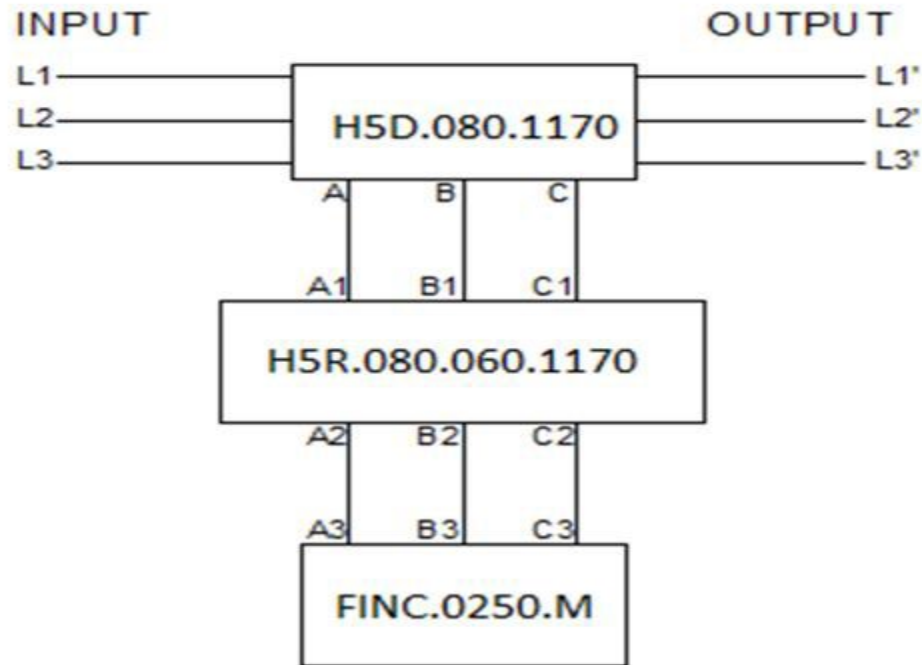 INPUT OUTPUT
L1 L1'
L2 L2'
L3 L3'
H5D.080.1170
A B C
A1 B1 C1
H5R.080.060.1170
A2 B2 C2
A3 B3 C3
FINC.0250.M